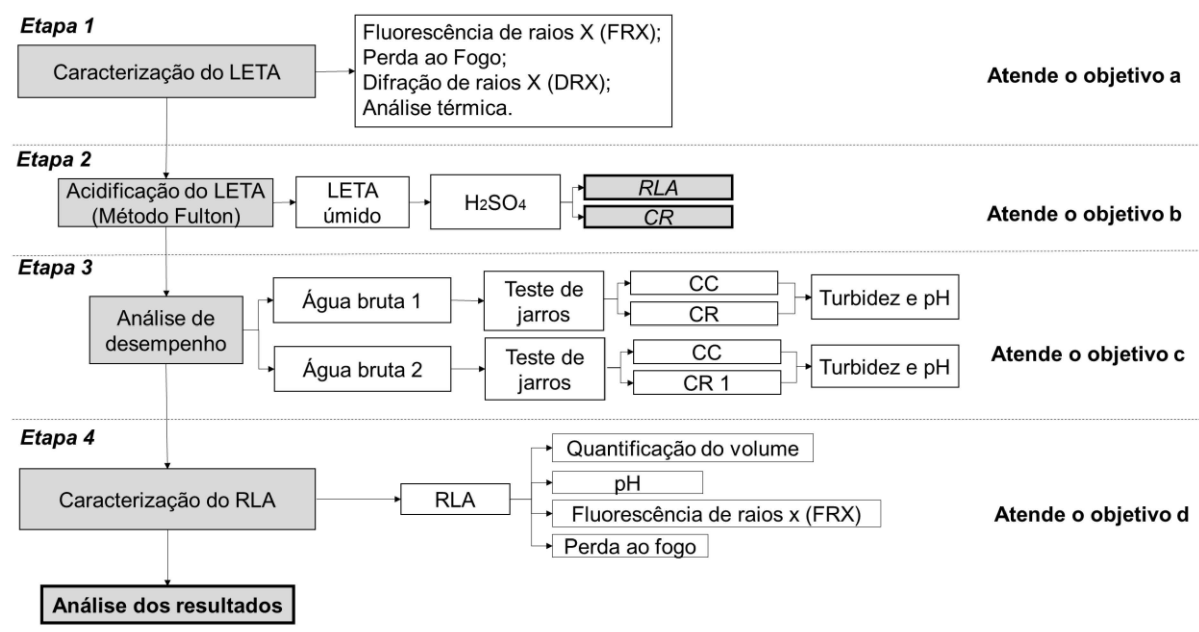 Etapa 1
Caracterização do LETA
Fluorescência de raios X (FRX);
Perda ao Fogo;
Difração de raios X (DRX);
Análise térmica.
Atende o objetivo a
Etapa 2
Acidificação do LETA
(Método Fulton)
LETA
úmido
H₂SO₄
RLA
CR
Atende o objetivo b
Etapa 3
Análise de
desempenho
Água bruta 1
Teste de
jarros
CC
CR
Turbidez e pH
Água bruta 2
Teste de
jarros
CC
CR 1
Turbidez e pH
Atende o objetivo c
Etapa 4
Caracterização do RLA
RLA
Quantificação do volume
pH
Fluorescência de raios x (FRX)
Perda ao fogo
Atende o objetivo d
Análise dos resultados